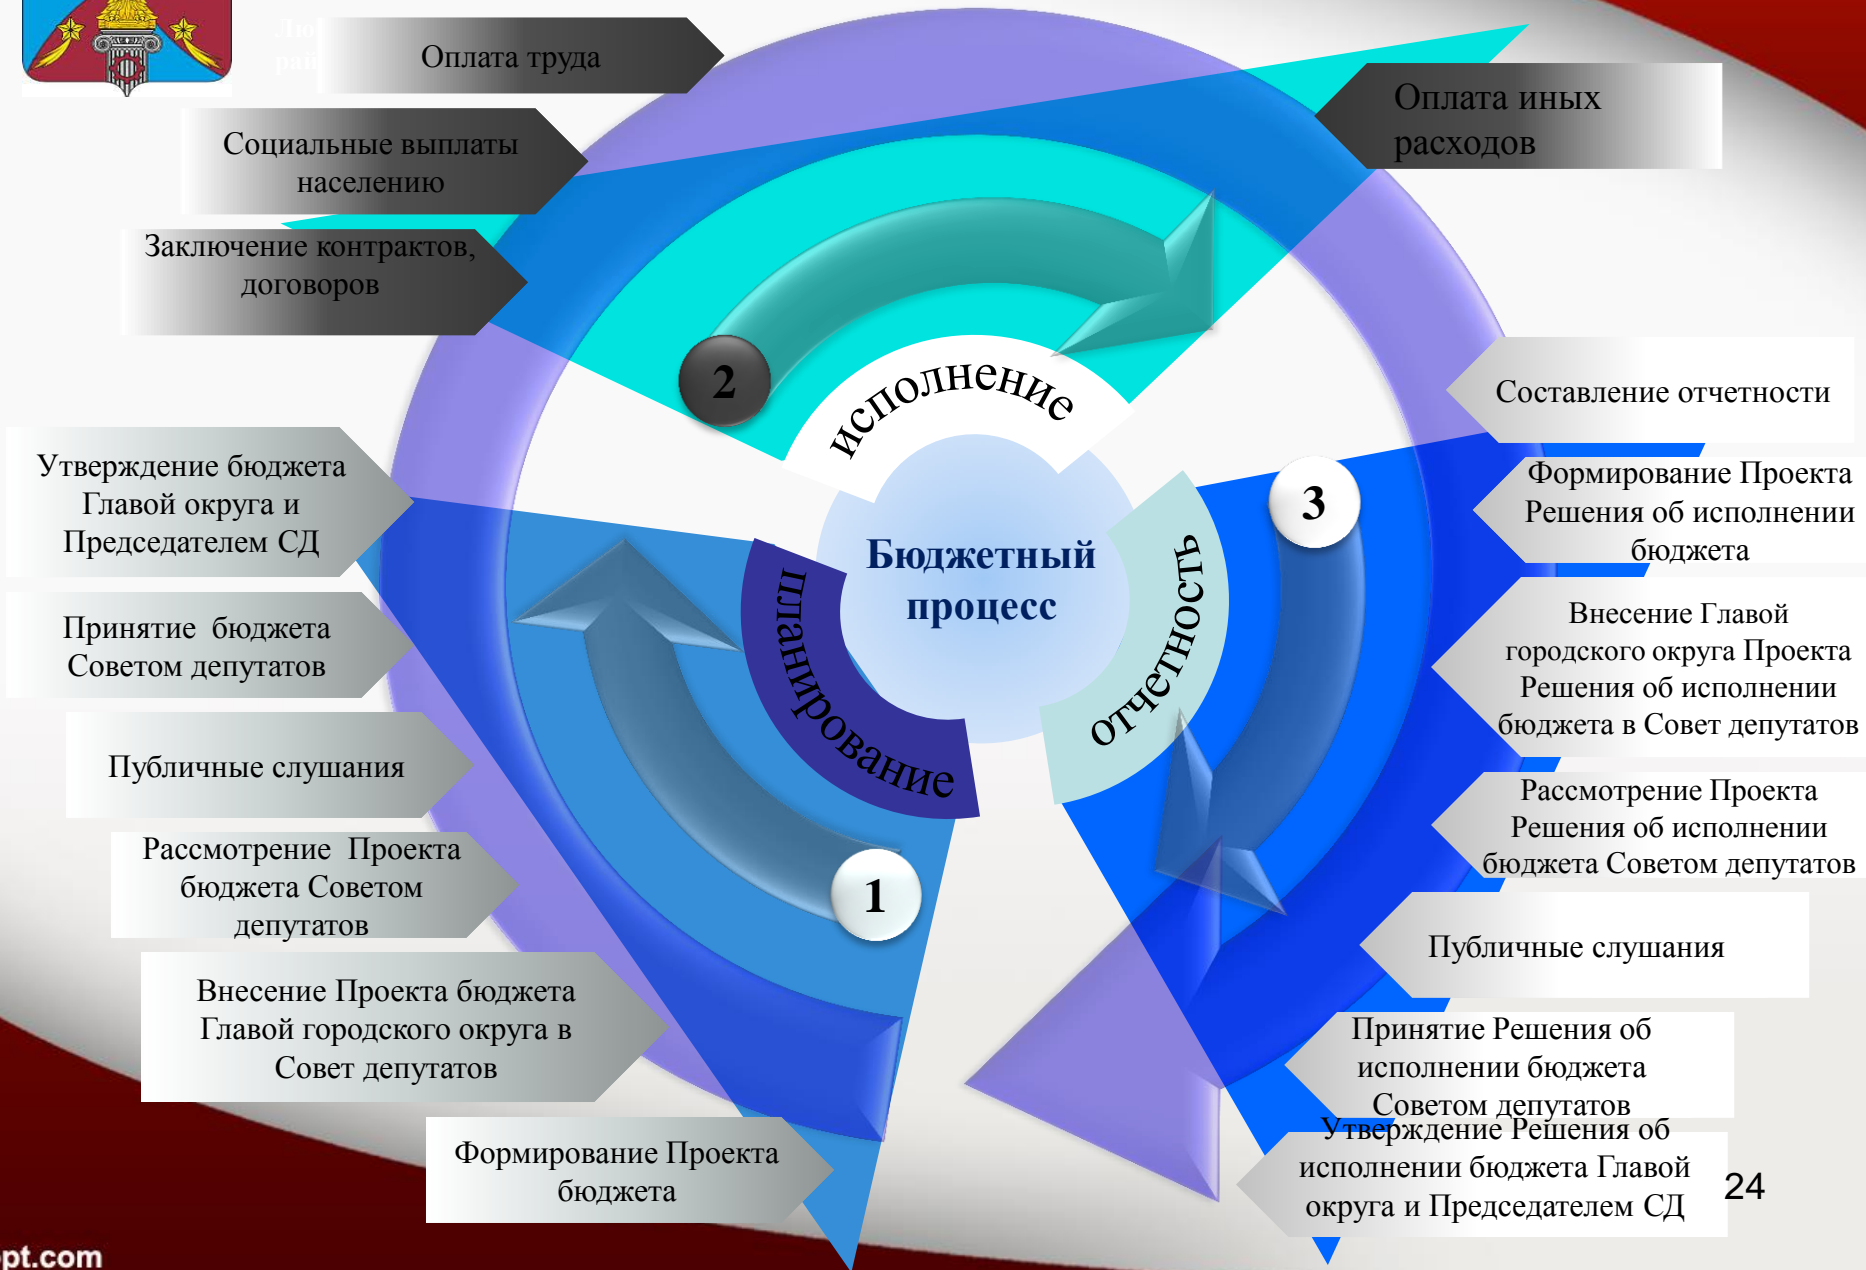 Оплата труда
Социальные выплаты
населению
Заключение контрактов,
договоров
Оплата иных
расходов
2
исполнение
Бюджетный
процесс
планирование
отчетность
1
3
Утверждение бюджета
Главой округа и
Председателем СД
Принятие бюджета
Советом депутатов
Публичные слушания
Рассмотрение Проекта
бюджета Советом
депутатов
Внесение Проекта бюджета
Главой городского округа в
Совет депутатов
Формирование Проекта
бюджета
Составление отчетности
Формирование Проекта
Решения об исполнении
бюджета
Внесение Главой
городского округа Проекта
Решения об исполнении
бюджета в Совет депутатов
Рассмотрение Проекта
Решения об исполнении
бюджета Советом депутатов
Публичные слушания
Принятие Решения об
исполнении бюджета
Советом депутатов
Утверждение Решения об
исполнении бюджета Главой
округа и Председателем СД
24
pt.com